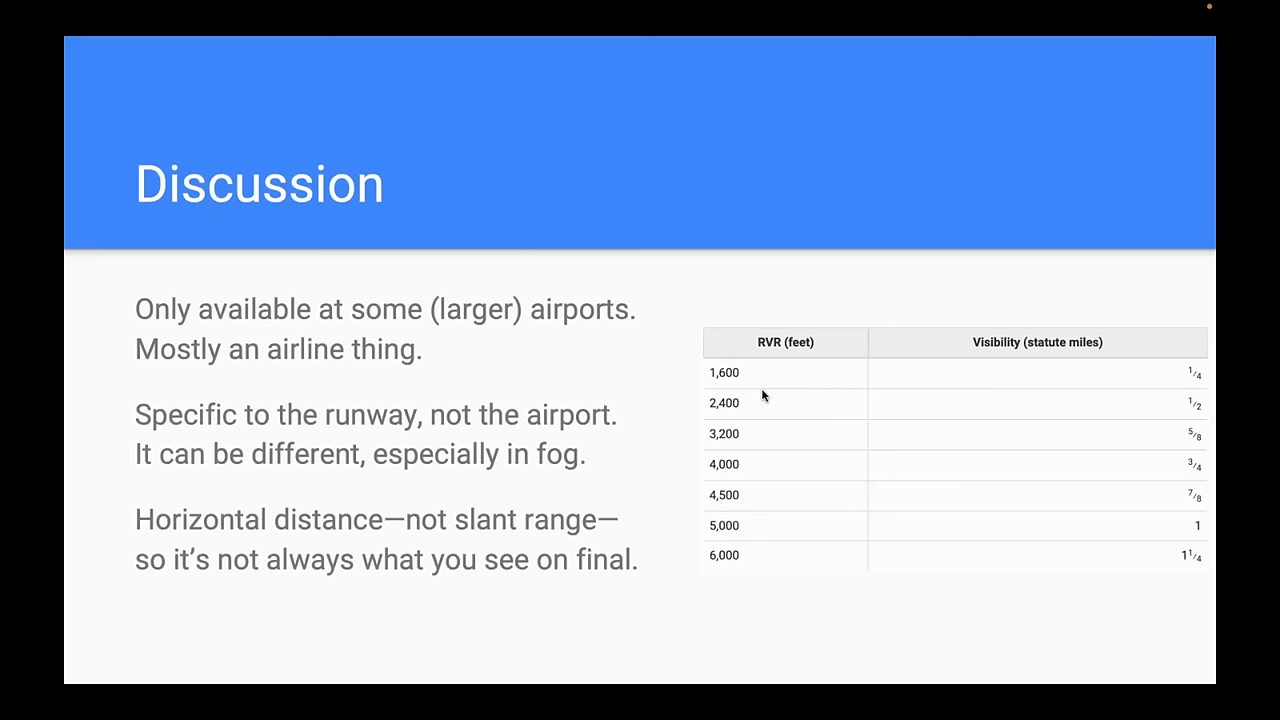 Discussion
Only available at some (larger) airports.
Mostly an airline thing.
Specific to the runway, not the airport.
It can be different, especially in fog.
Horizontal distance—not slant range—
so it’s not always what you see on final.
RVR (feet) Visibility (statute miles)
1,600 1/4
2,400 1/2
3,200 5/8
4,000 3/4
4,500 7/8
5,000 1
6,000 1 1/4